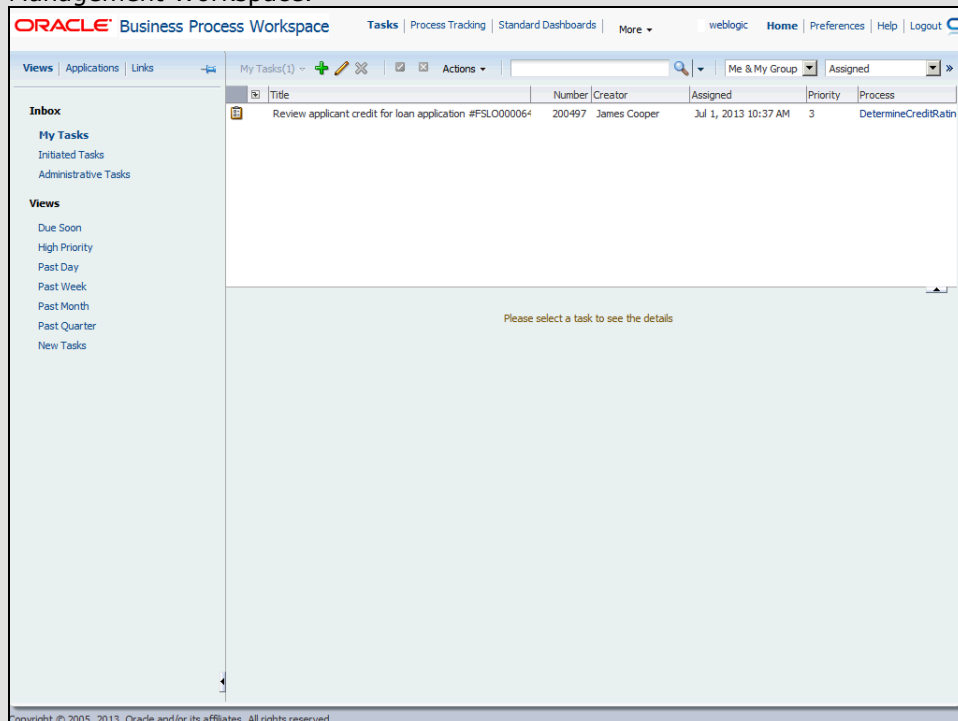 Management Workspace.
ORACLE Business Process Workspace Tasks Process Tracking Standard Dashboards More weblogic Home Preferences Help Logout
Views Applications Links My Tasks(1) Actions Me & My Group Assigned
Title Number Creator Assigned Priority Process
Inbox Review applicant credit for loan application #FSLO000064 200497 James Cooper Jul 1, 2013 10:37 AM 3 DetermineCreditRatin
My Tasks
Initiated Tasks
Administrative Tasks
Views
Due Soon
High Priority
Past Day
Past Week
Past Month
Past Quarter
New Tasks
Please select a task to see the details
Copyright © 2005, 2013, Oracle and/or its affiliates. All rights reserved.